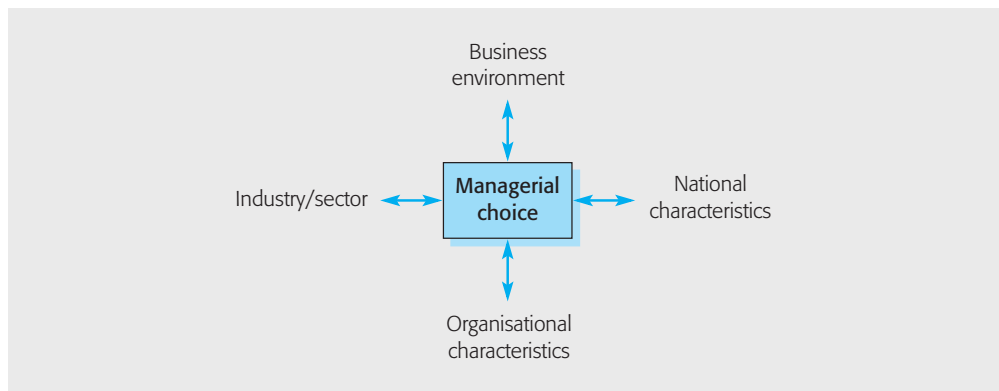 Business
environment
Industry/sector
Managerial
choice
National
characteristics
Organisational
characteristics